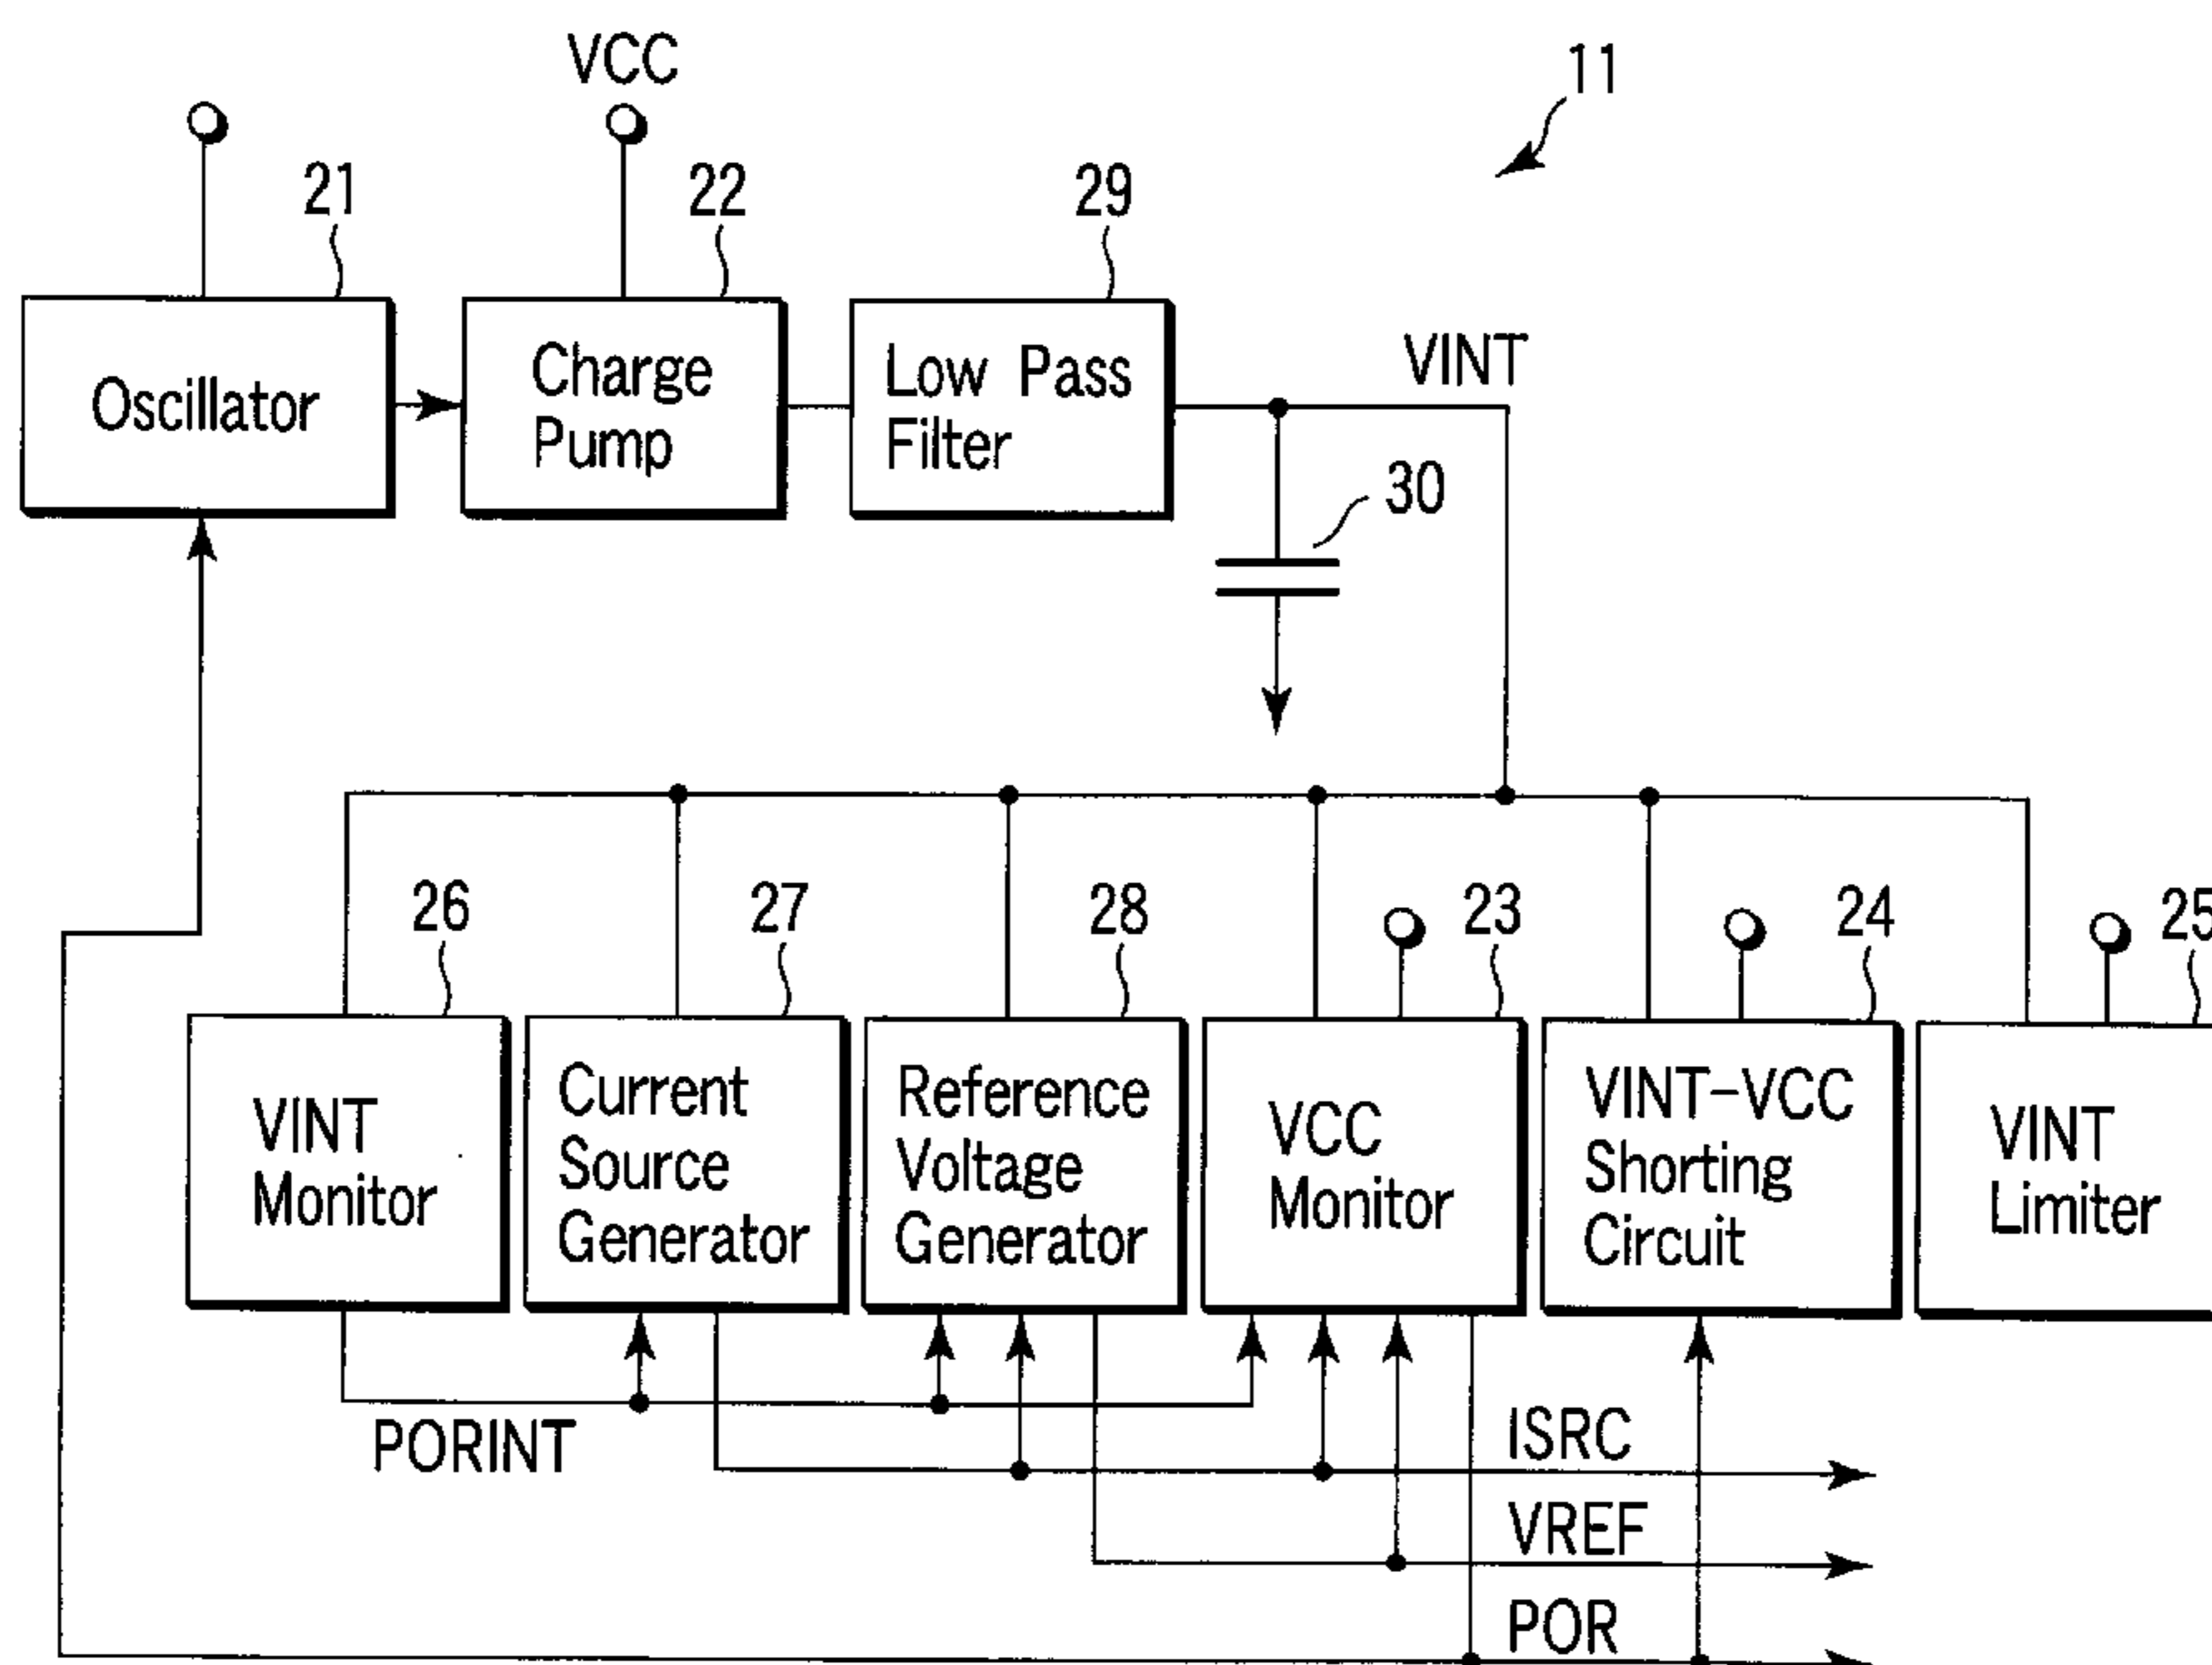 VCC
11
21
22
29
Oscillator
Charge
Pump
Low Pass
Filter
VINT
30
26
27
28
23
24
25
VINT
Monitor
Current
Source
Generator
Reference
Voltage
Generator
VCC
Monitor
VINT-VCC
Shorting
Circuit
VINT
Limiter
PORINT
ISRC
VREF
POR